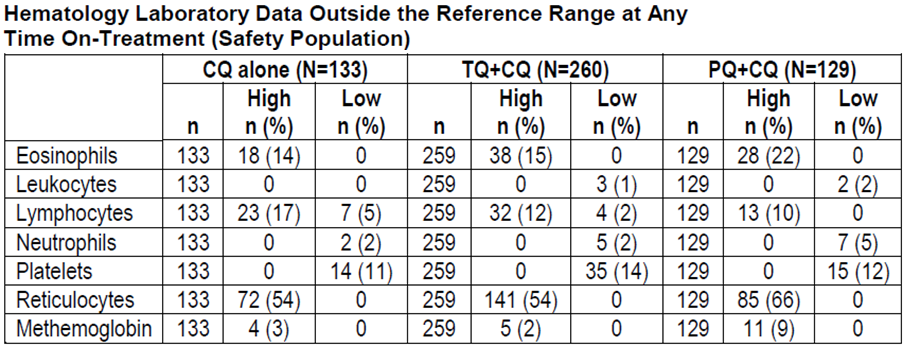 Hematology Laboratory Data Outside the Reference Range at Any
Time On-Treatment (Safety Population)
CQ alone (N=133) TQ+CQ (N=260) PQ+CQ (N=129)
n High n (%) Low n (%) n High n (%) Low n (%) n High n (%) Low n (%)
Eosinophils 133 18 (14) 0 259 38 (15) 0 129 28 (22) 0
Leukocytes 133 0 0 259 0 3 (1) 129 0 2 (2)
Lymphocytes 133 23 (17) 7 (5) 259 32 (12) 4 (2) 129 13 (10) 0
Neutrophils 133 0 2 (2) 259 0 5 (2) 129 0 7 (5)
Platelets 133 0 14 (11) 259 0 35 (14) 129 0 15 (12)
Reticulocytes 133 72 (54) 0 259 141 (54) 0 129 85 (66) 0
Methemoglobin 133 4 (3) 0 259 5 (2) 0 129 11 (9) 0